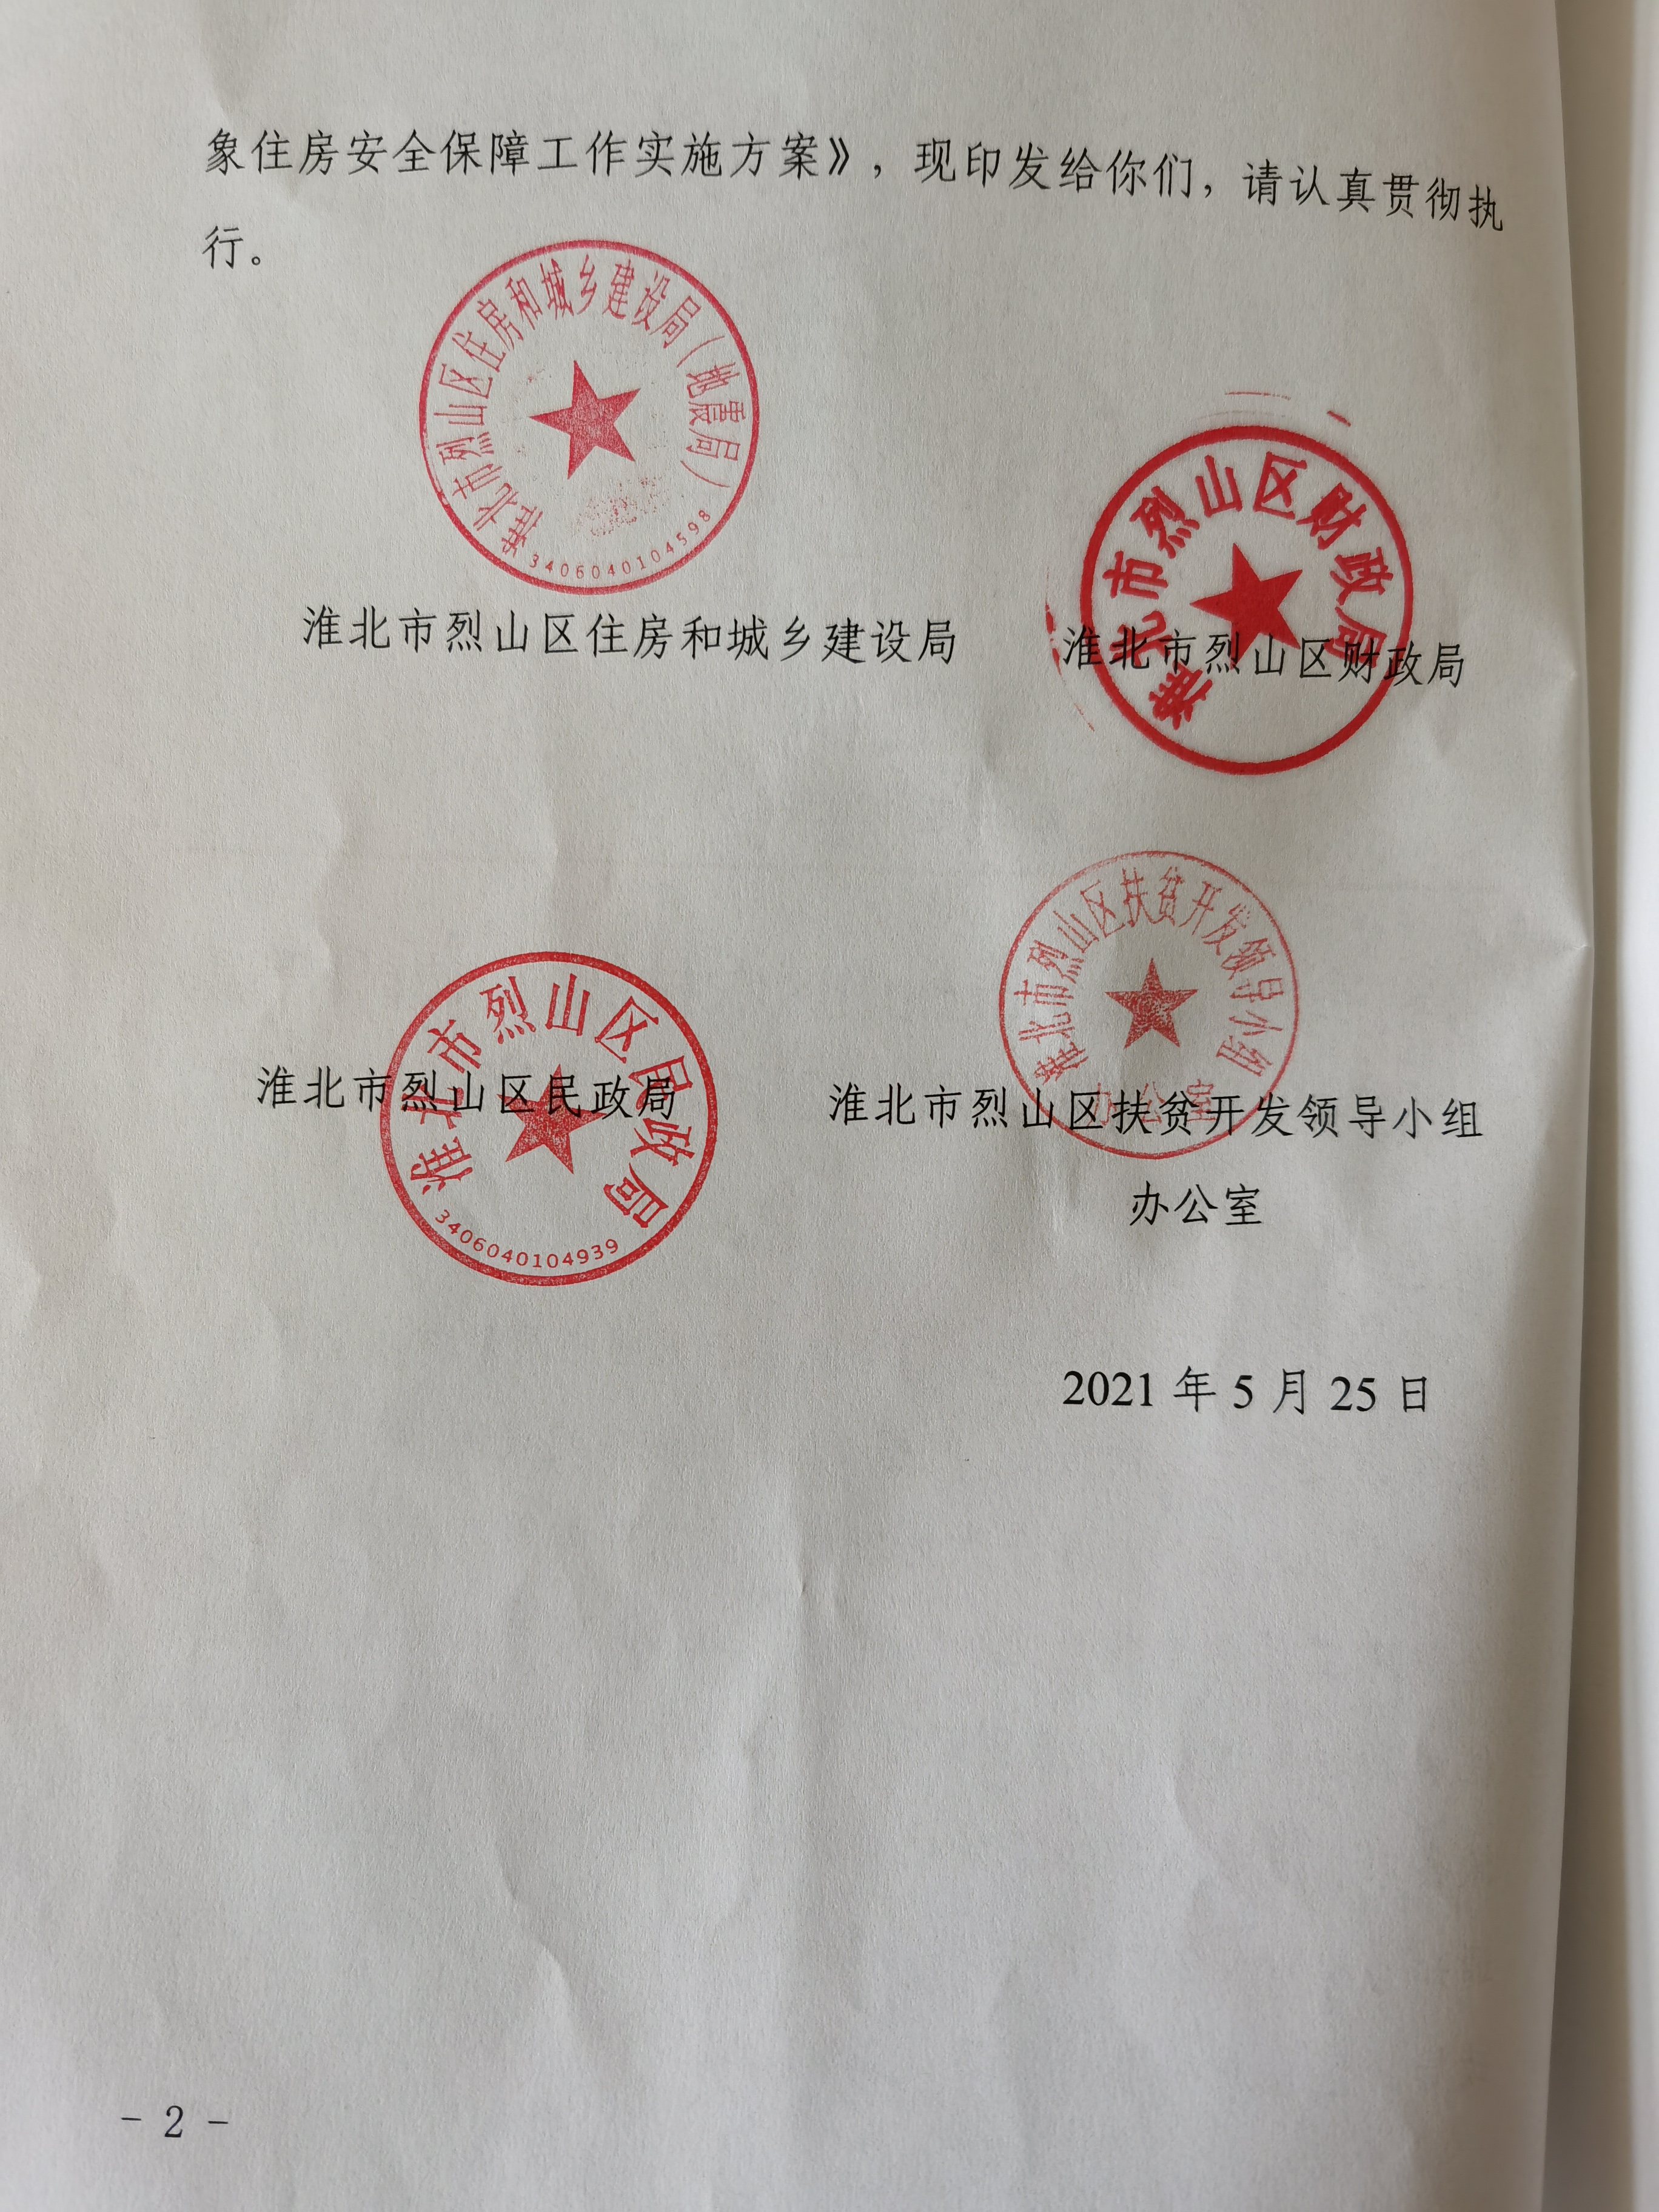 象住房安全保障工作实施方案》，现印发给你们，请认真贯彻执
行。
淮北市烈山区住房和城乡建设局（地震局）
3406040104598
淮北市烈山区财政局
淮北市烈山区住房和城乡建设局 淮北市烈山区财政局
淮北市烈山区民政局
3406040104939
淮北市烈山区扶贫开发领导小组
办公室
淮北市烈山区民政局 淮北市烈山区扶贫开发领导小组
办公室
2021 年 5 月 25 日
- 2 -